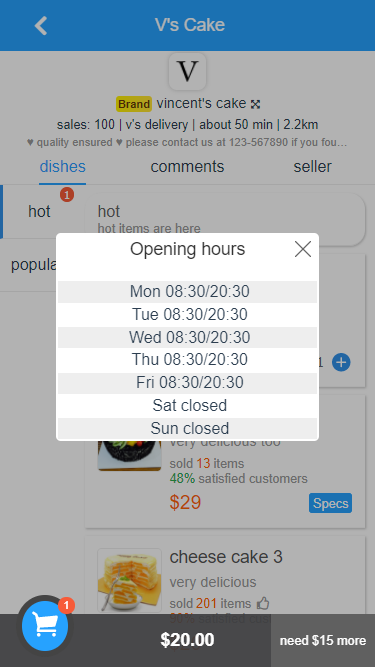 V's Cake
V
Brand vincent's cake
sales: 100 | v's delivery | about 50 min | 2.2km
♥ quality ensured ♥ please contact us at 123-567890 if you fou…
dishes comments seller
hot 1
hot
hot items are here
popula
Opening hours
Mon 08:30/20:30
Tue 08:30/20:30
Wed 08:30/20:30
Thu 08:30/20:30
Fri 08:30/20:30
Sat closed
Sun closed
1
very delicious too
sold 13 items
48% satisfied customers
$29 Specs
cheese cake 3
very delicious
sold 201 items
90% satisfied cus
1
$20.00
need $15 more